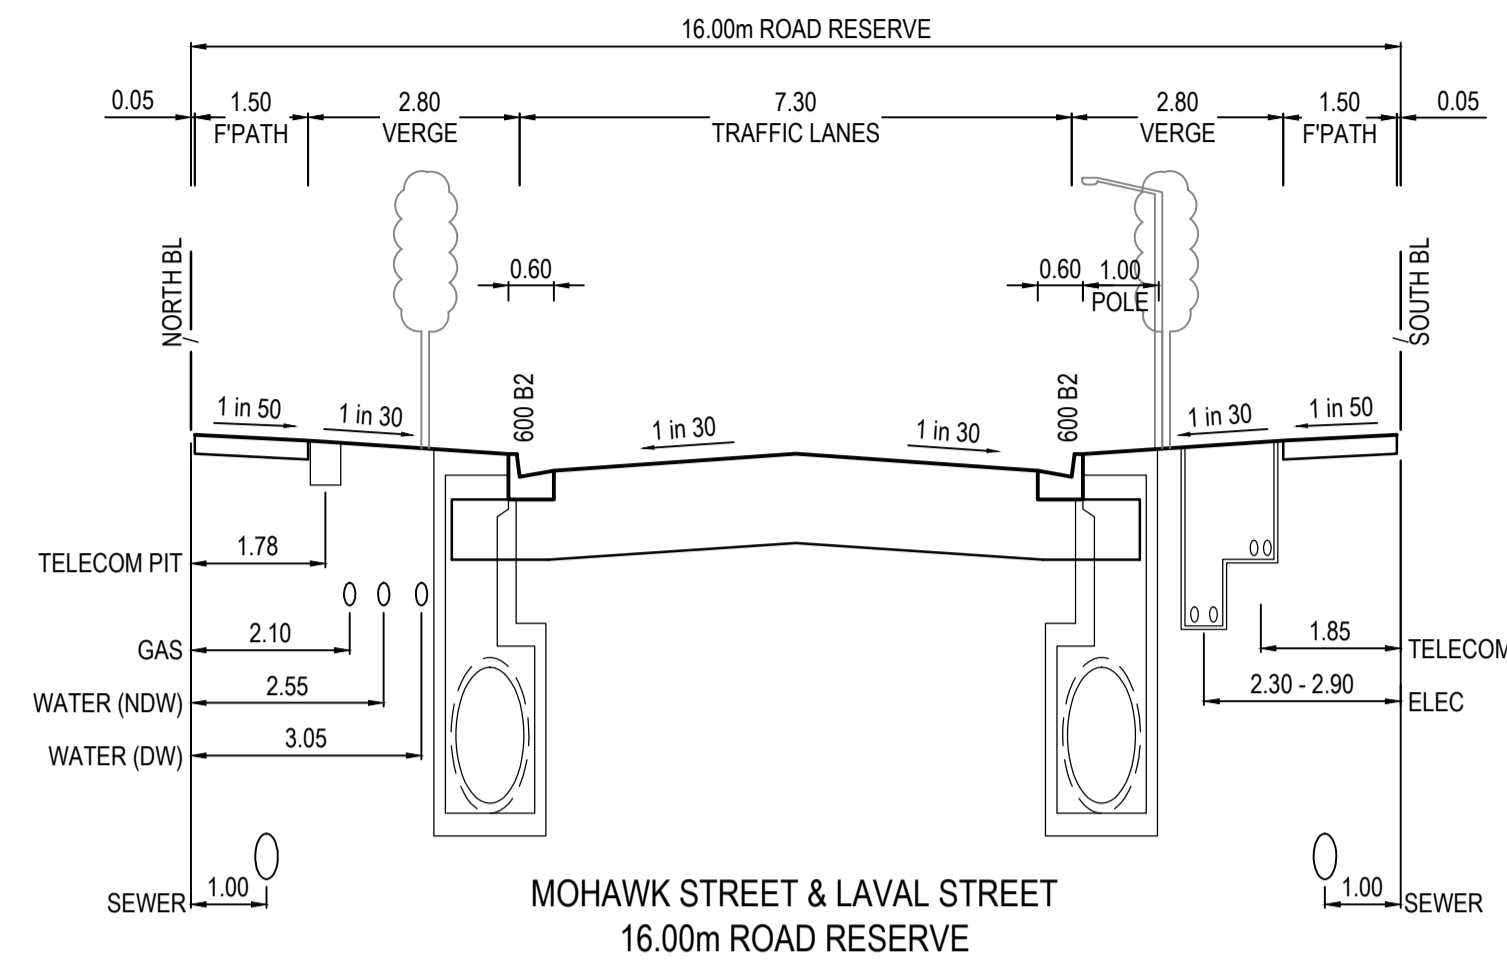 16.00m ROAD RESERVE
0.05 1.50 2.80 7.30 2.80 1.50 0.05
F'PATH VERGE TRAFFIC LANES VERGE F'PATH
NORTH BL
SOUTH BL
0.60 0.60 1.00
POLE
600 B2 600 B2
1 in 50 1 in 30 1 in 30 1 in 30 1 in 30 1 in 50
TELECOM PIT 1.78
GAS 2.10
1.85 TELECOM
WATER (NDW) 2.55
2.30 - 2.90 ELEC
WATER (DW) 3.05
SEWER 1.00
1.00 SEWER
MOHAWK STREET & LAVAL STREET
16.00m ROAD RESERVE